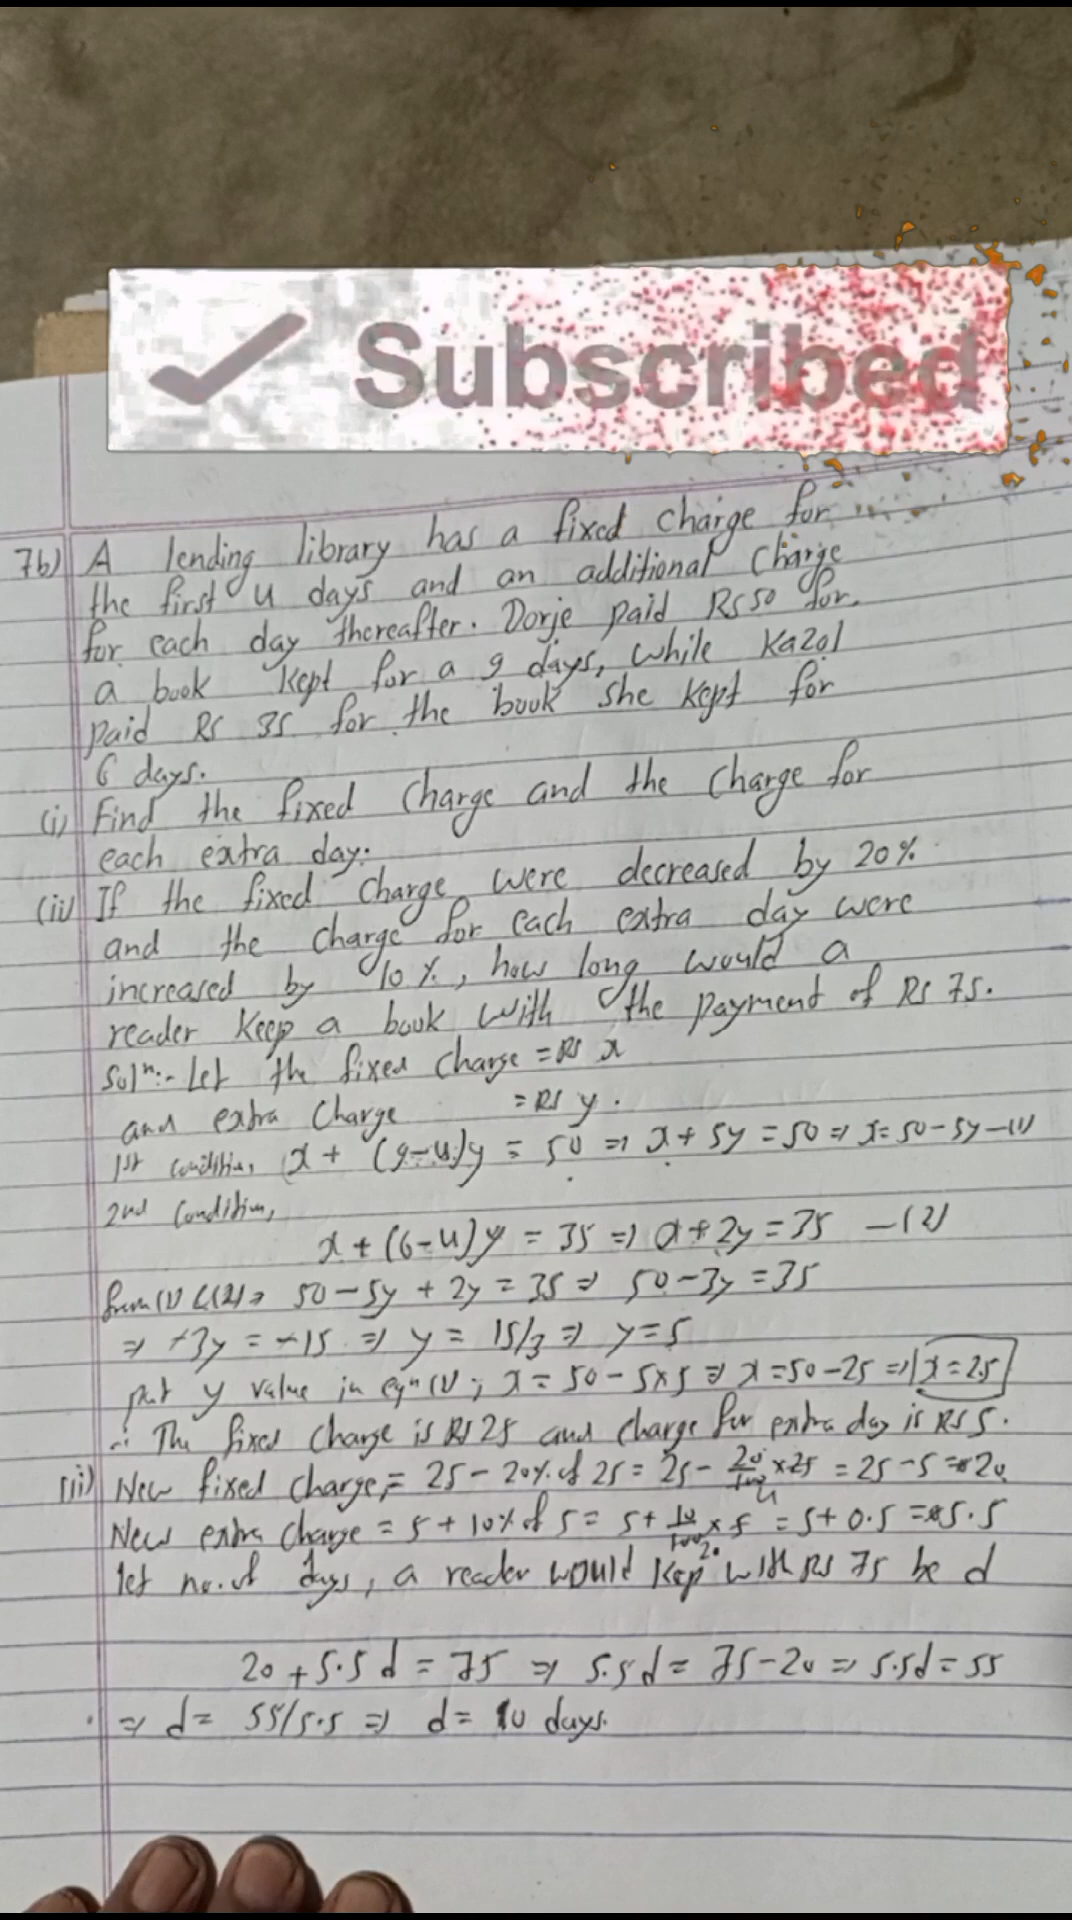 Subscribed
7b) A lending library has a fixed charge for
the first 4 days and an additional charge
for each day thereafter. Dorje paid Rs 50 for
a book kept for a 9 days, while Kazol
paid Rs 35 for the book she kept for
6 days.
(i) Find the fixed charge and the charge for
each extra day.
(ii) If the fixed charge were decreased by 20%
and the charge for each extra day were
increased by 10%, how long would a
reader keep a book with the payment of Rs 75.
Solⁿ:- Let the fixed charge = Rs x
and extra charge = Rs y.
1st condition, x + (9-4)y = 50 ⇒ x + 5y = 50 ⇒ x = 50 - 5y -(1)
2nd condition,
x + (6-4)y = 35 ⇒ x + 2y = 35 -(2)
from (1) & (2) ⇒ 50 - 5y + 2y = 35 ⇒ 50 - 3y = 35
⇒ +3y = +15 ⇒ y = 15/3 ⇒ y = 5
put y value in eqn (1), x = 50 - 5×5 ⇒ x = 50 - 25 ⇒ x = 25
∴ The fixed charge is Rs 25 and charge for extra day is Rs 5.
(ii) New fixed charge = 25 - 20% of 25 = 25 - 20/100 × 25 = 25 - 5 = 20
New extra charge = 5 + 10% of 5 = 5 + 10/100 × 5 = 5 + 0.5 = 5.5
let no. of days, a reader would kep with Rs 75 be d
20 + 5.5d = 75 ⇒ 5.5d = 75 - 20 ⇒ 5.5d = 55
⇒ d = 55/5.5 ⇒ d = 10 days.